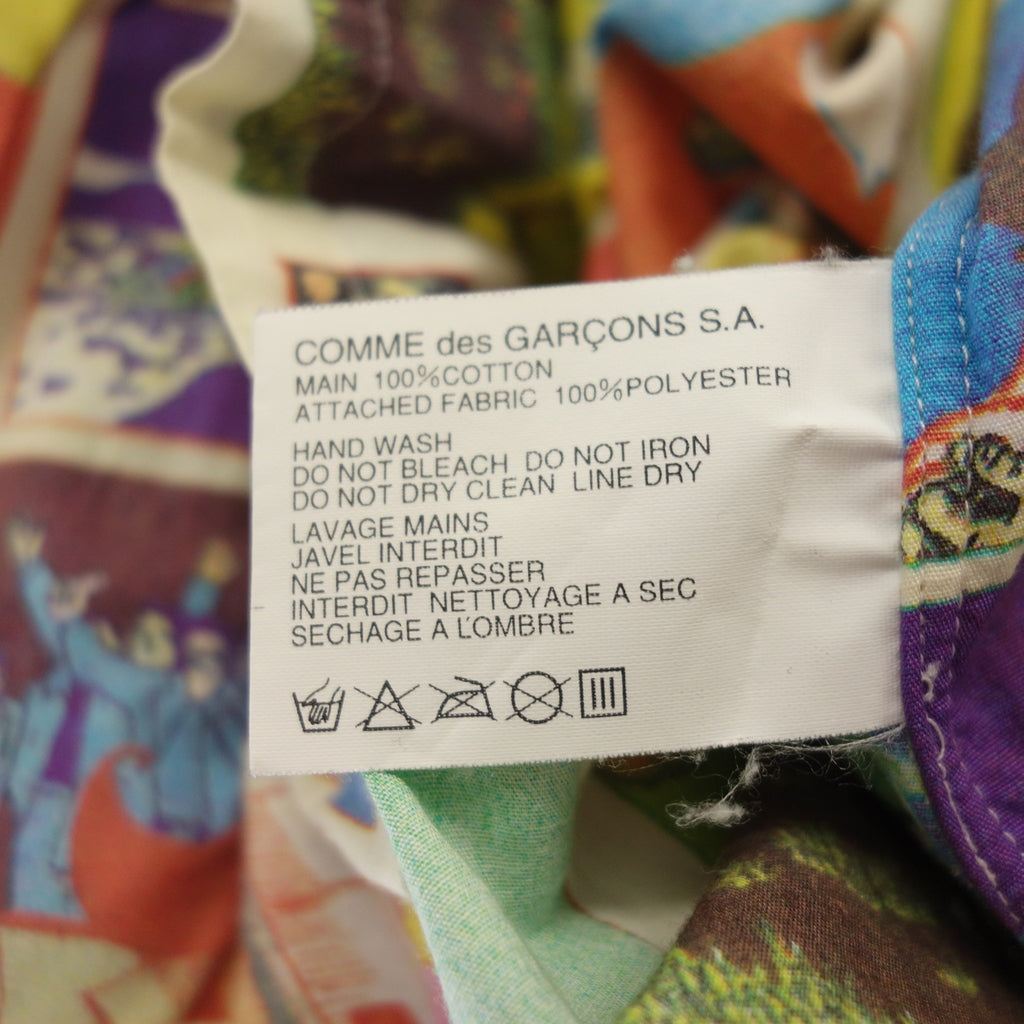 COMME des GARÇONS S.A.
MAIN 100%COTTON
ATTACHED FABRIC 100%POLYESTER
HAND WASH
DO NOT BLEACH DO NOT IRON
DO NOT DRY CLEAN LINE DRY
LAVAGE MAINS
JAVEL INTERDIT
NE PAS REPASSER
INTERDIT NETTOYAGE A SEC
SECHAGE A L'OMBRE